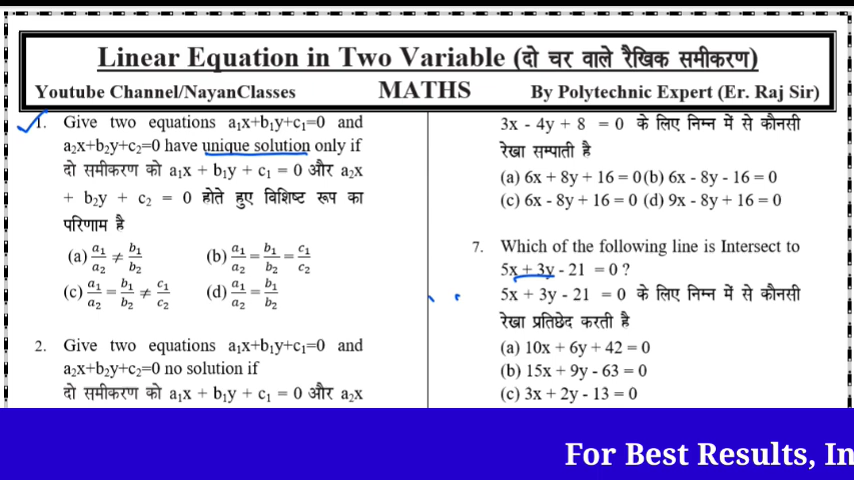 Linear Equation in Two Variable (दो चर वाले रैखिक समीकरण)
Youtube Channel/NayanClasses MATHS By Polytechnic Expert (Er. Raj Sir)
1. Give two equations a₁x+b₁y+c₁=0 and
a₂x+b₂y+c₂=0 have unique solution only if
दो समीकरण को a₁x + b₁y + c₁ = 0 और a₂x
+ b₂y + c₂ = 0 होते हुए विशिष्ट रूप का
परिणाम है
(a) a₁/a₂ ≠ b₁/b₂ (b) a₁/a₂ = b₁/b₂ = c₁/c₂
(c) a₁/a₂ = b₁/b₂ ≠ c₁/c₂ (d) a₁/a₂ = b₁/b₂
2. Give two equations a₁x+b₁y+c₁=0 and
a₂x+b₂y+c₂=0 no solution if
दो समीकरण को a₁x + b₁y + c₁ = 0 और a₂x
3x - 4y + 8 = 0 के लिए निम्न में से कौनसी
रेखा सम्पाती है
(a) 6x + 8y + 16 = 0 (b) 6x - 8y - 16 = 0
(c) 6x - 8y + 16 = 0 (d) 9x - 8y + 16 = 0
7. Which of the following line is Intersect to
5x + 3y - 21 = 0 ?
5x + 3y - 21 = 0 के लिए निम्न में से कौनसी
रेखा प्रतिछेद करती है
(a) 10x + 6y + 42 = 0
(b) 15x + 9y - 63 = 0
(c) 3x + 2y - 13 = 0
For Best Results, In